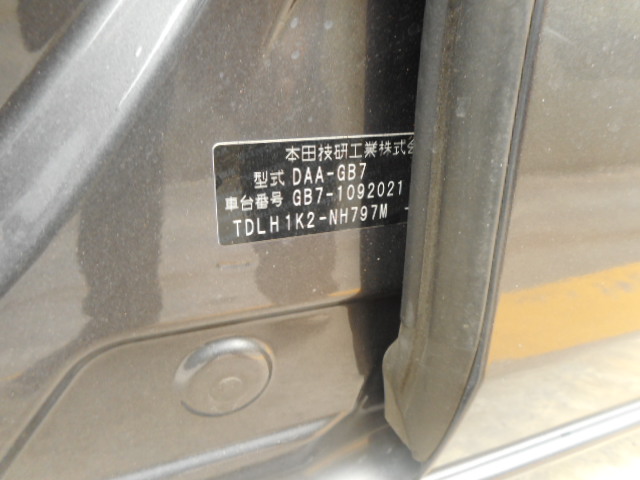 本田技研工業株式会
型式 DAA-GB7
車台番号 GB7-1092021
TDLH1K2-NH797M -